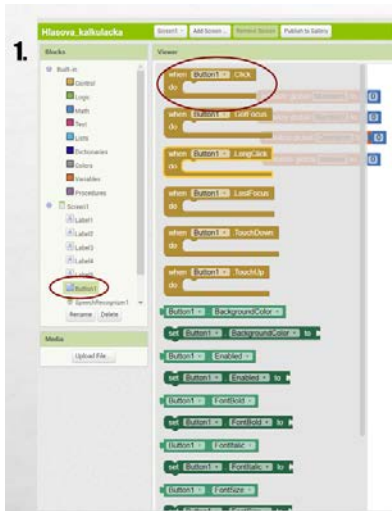 1.
Hlasova_kalkulacka
Screen1
Add Screen ...
Remove Screen
Publish to Gallery
Blocks
Viewer
Built-in
Control
Logic
Math
Text
Lists
Dictionaries
Colors
Variables
Procedures
Screen1
Label1
Label2
Label3
Label4
Button1
SpeechRecognizer1
Rename
Delete
Media
Upload File ...
when Button1 .Click
do
when Button1 .GotFocus
do
when Button1 .LongClick
do
when Button1 .LostFocus
do
when Button1 .TouchDown
do
when Button1 .TouchUp
do
Button1 . BackgroundColor
set Button1 . BackgroundColor to
Button1 . Enabled
set Button1 . Enabled to
Button1 . FontBold
set Button1 . FontBold to
Button1 . FontItalic
set Button1 . FontItalic to
Button1 . FontSize